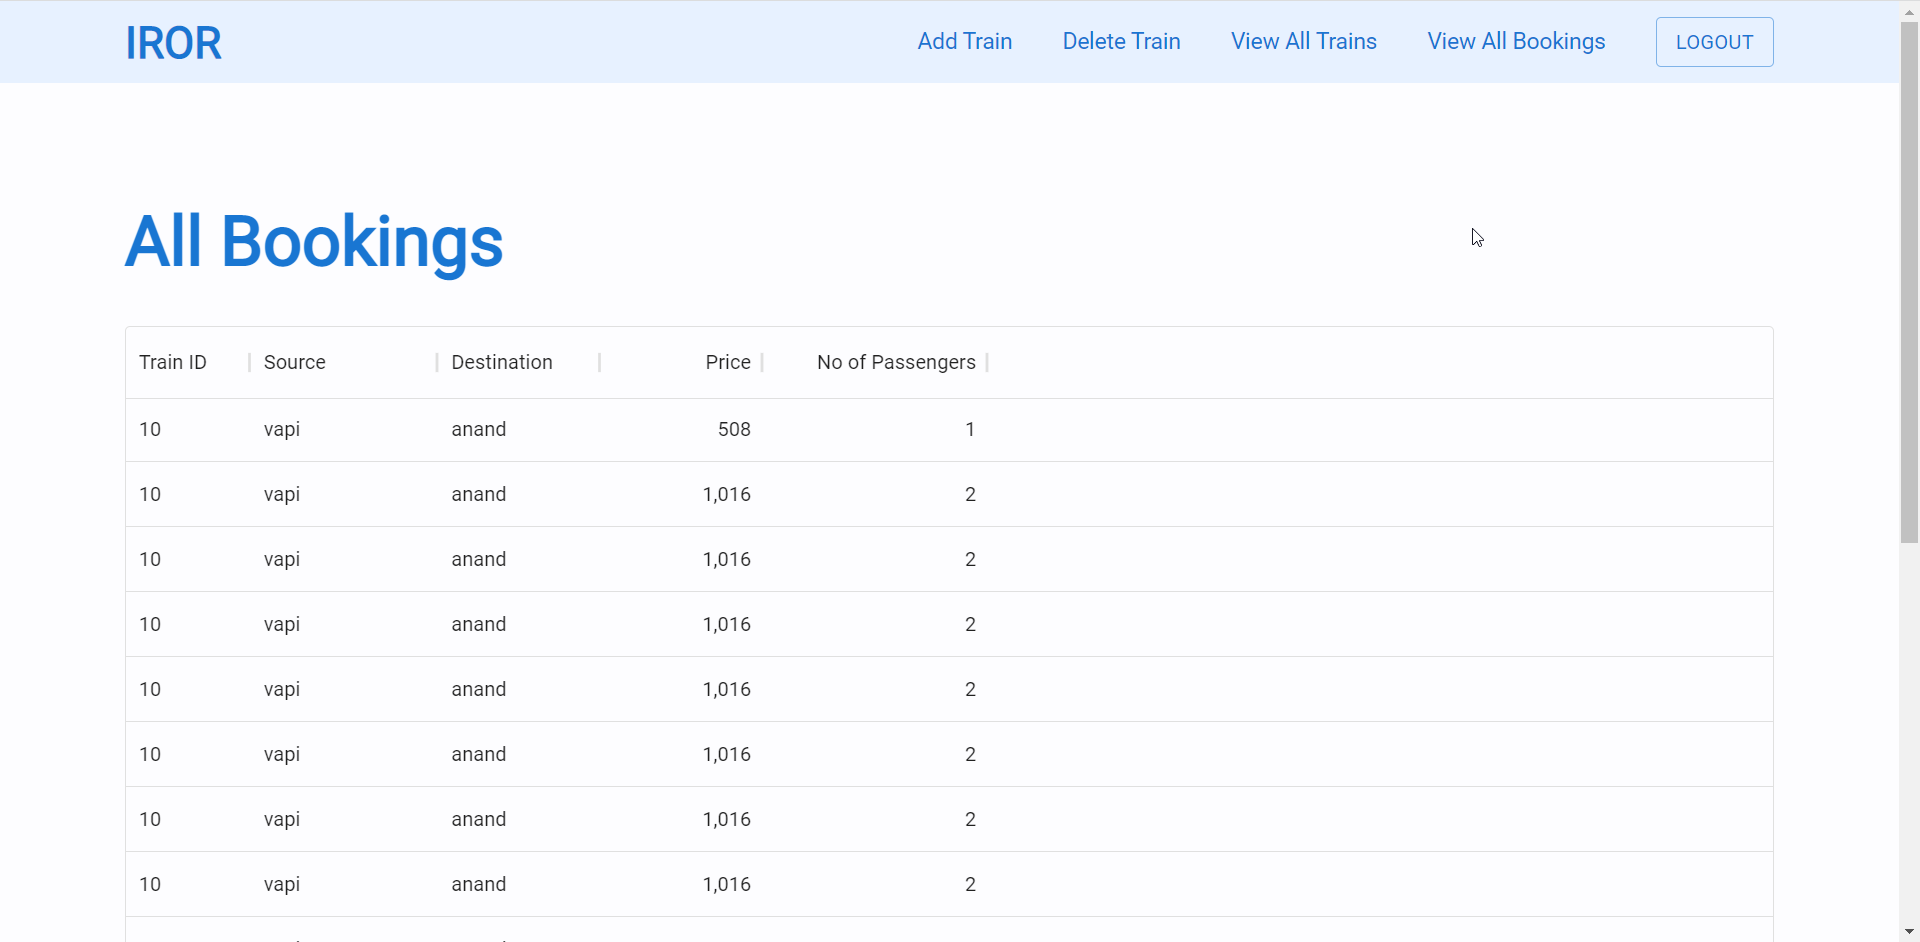 IROR Add Train Delete Train View All Trains View All Bookings LOGOUT
All Bookings
Train ID Source Destination Price No of Passengers
10 vapi anand 508 1
10 vapi anand 1,016 2
10 vapi anand 1,016 2
10 vapi anand 1,016 2
10 vapi anand 1,016 2
10 vapi anand 1,016 2
10 vapi anand 1,016 2
10 vapi anand 1,016 2